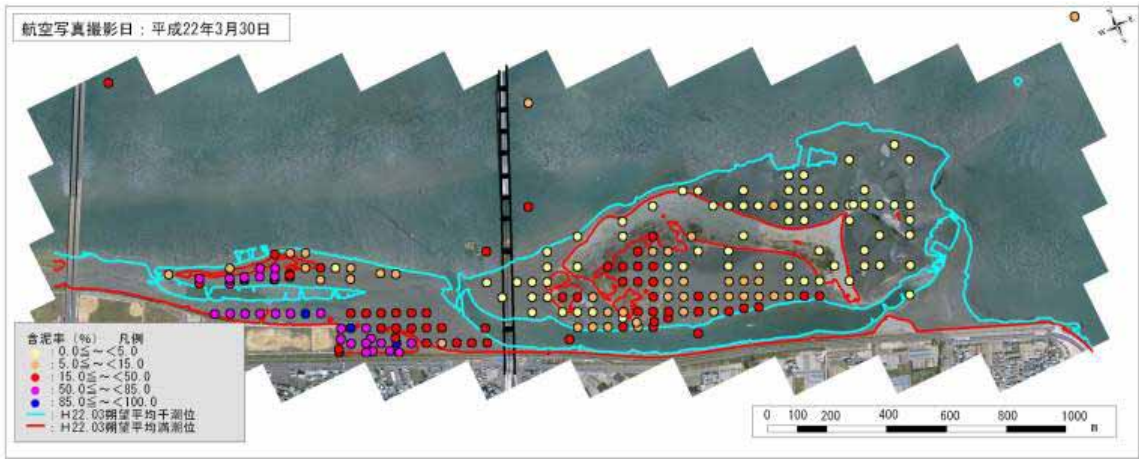 航空写真撮影日：平成22年3月30日
N
W E
S
含泥率（%） 凡例
：0.0≦～<5.0
：5.0≦～<15.0
：15.0≦～<50.0
：50.0≦～<85.0
：85.0≦～<100.0
：H22.03朔望平均干潮位
：H22.03朔望平均満潮位
0 100 200 400 600 800 1000
m